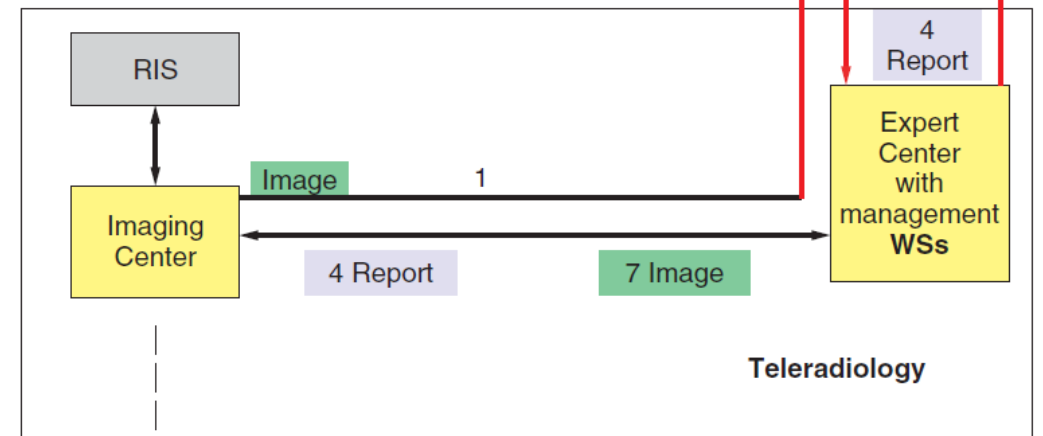 4
Report
RIS
Expert
Center
with
management
WSs
Image
1
Imaging
Center
4 Report
7 Image
Teleradiology